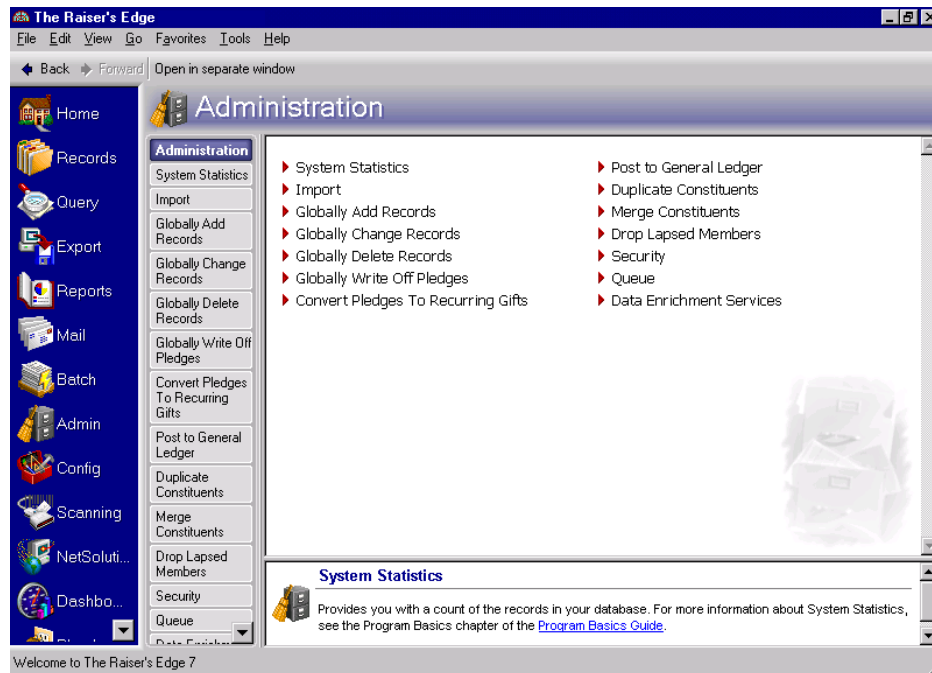 The Raiser's Edge
File Edit View Go Favorites Tools Help
Back Forward Open in separate window
Administration
Home
Records
Query
Export
Reports
Mail
Batch
Admin
Config
Scanning
NetSoluti...
Dashbo...
Administration
System Statistics
Import
Globally Add
Records
Globally Change
Records
Globally Delete
Records
Globally Write Off
Pledges
Convert Pledges
To Recurring
Gifts
Post to General
Ledger
Duplicate
Constituents
Merge
Constituents
Drop Lapsed
Members
Security
Queue
System Statistics
Import
Globally Add Records
Globally Change Records
Globally Delete Records
Globally Write Off Pledges
Convert Pledges To Recurring Gifts
Post to General Ledger
Duplicate Constituents
Merge Constituents
Drop Lapsed Members
Security
Queue
Data Enrichment Services
System Statistics
Provides you with a count of the records in your database. For more information about System Statistics,
see the Program Basics chapter of the Program Basics Guide.
Welcome to The Raiser's Edge 7